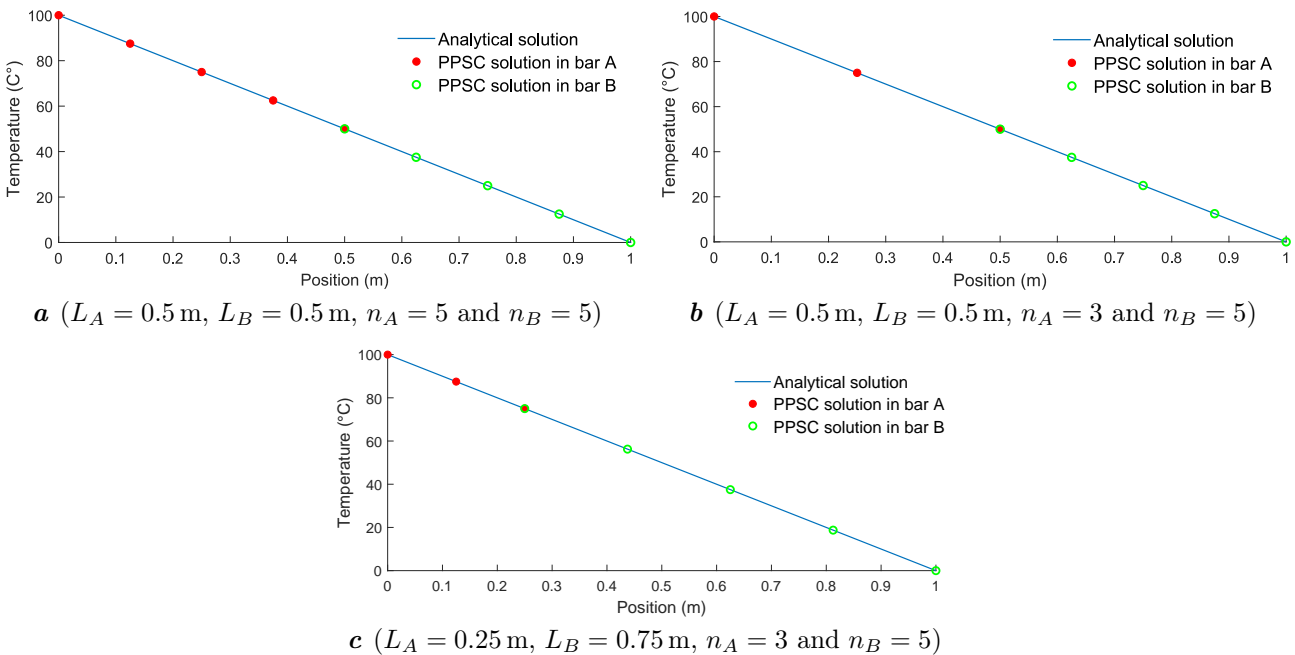 100
80
60
40
20
0
Temperature (C°)
Analytical solution
PPSC solution in bar A
PPSC solution in bar B
0 0.1 0.2 0.3 0.4 0.5 0.6 0.7 0.8 0.9 1
Position (m)
a (L_A = 0.5 m, L_B = 0.5 m, n_A = 5 and n_B = 5)
100
80
60
40
20
0
Temperature (°C)
Analytical solution
PPSC solution in bar A
PPSC solution in bar B
0 0.1 0.2 0.3 0.4 0.5 0.6 0.7 0.8 0.9 1
Position (m)
b (L_A = 0.5 m, L_B = 0.5 m, n_A = 3 and n_B = 5)
100
80
60
40
20
0
Temperature (°C)
Analytical solution
PPSC solution in bar A
PPSC solution in bar B
0 0.1 0.2 0.3 0.4 0.5 0.6 0.7 0.8 0.9 1
Position (m)
c (L_A = 0.25 m, L_B = 0.75 m, n_A = 3 and n_B = 5)